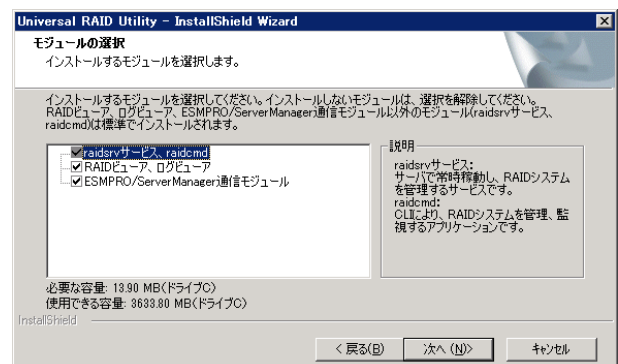 Universal RAID Utility - InstallShield Wizard
モジュールの選択
インストールするモジュールを選択します。
インストールするモジュールを選択してください。インストールしないモジュールは、選択を解除してください。
RAIDビューア、ログビューア、ESMPRO/ServerManager通信モジュール以外のモジュール(raidsrvサービス、
raidcmd)は標準でインストールされます。
raidsrvサービス、raidcmd
RAIDビューア、ログビューア
ESMPRO/ServerManager通信モジュール
説明
raidsrvサービス:
サーバで常時稼動し、RAIDシステム
を管理するサービスです。
raidcmd:
CLIにより、RAIDシステムを管理、監
視するアプリケーションです。
必要な容量: 13.90 MB(ドライブC)
使用できる容量: 3633.80 MB(ドライブC)
InstallShield
< 戻る(B)
次へ (N)>
キャンセル